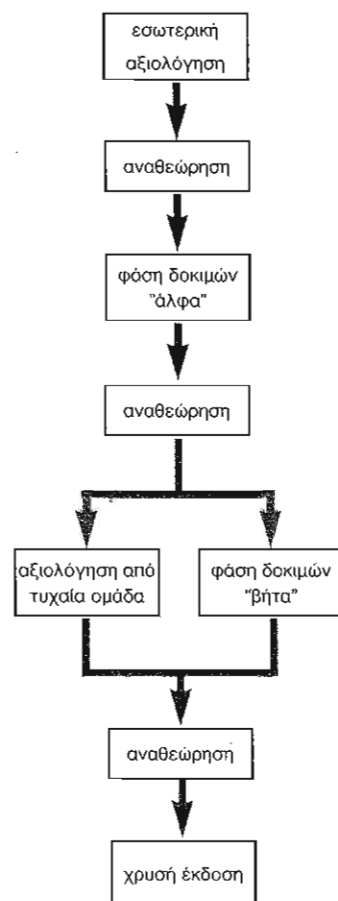 εσωτερική
αξιολόγηση
αναθεώρηση
φάση δοκιμών
"άλφα"
αναθεώρηση
αξιολόγηση από
τυχαία ομάδα
φάση δοκιμών
"βήτα"
αναθεώρηση
χρυσή έκδοση